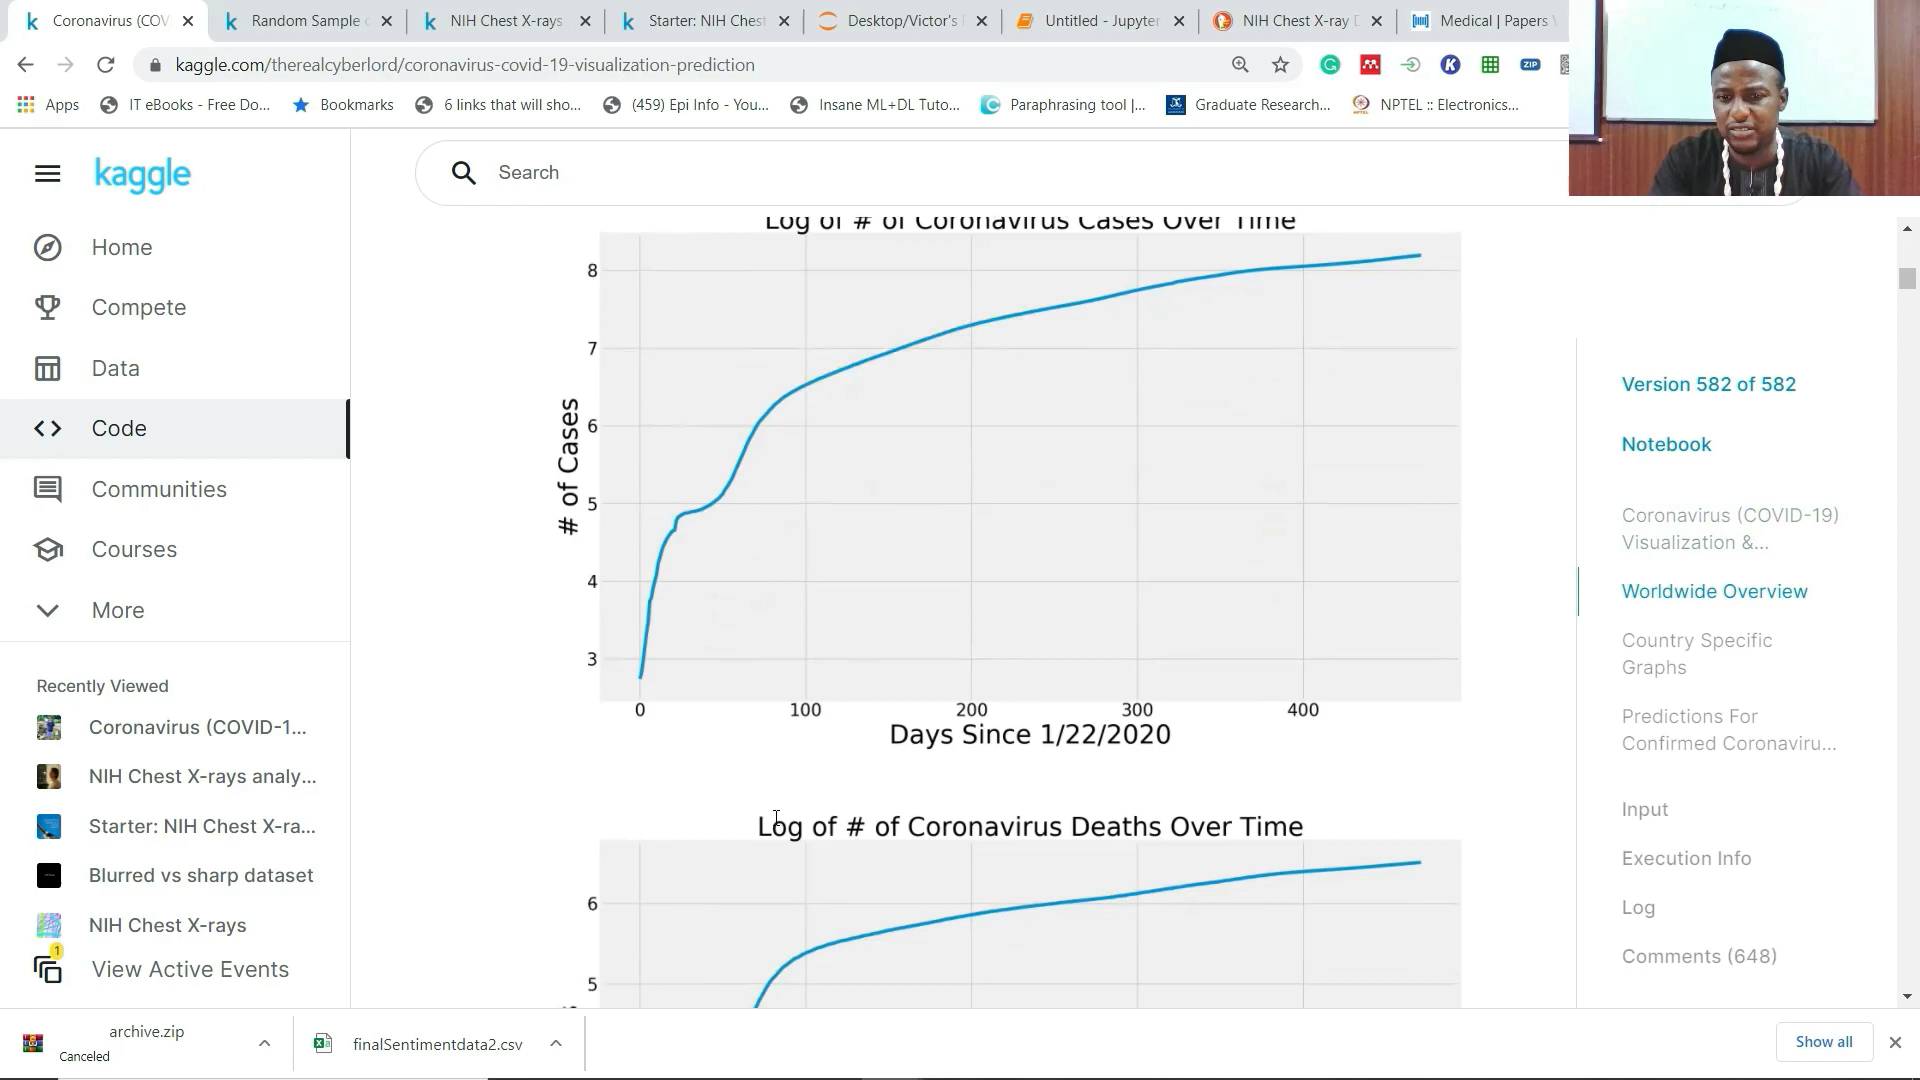 Coronavirus (COV
Random Sample
NIH Chest X-rays
Starter: NIH Chest
Desktop/Victor's
Untitled - Jupyter
NIH Chest X-ray D
Medical | Papers
kaggle.com/therealcyberlord/coronavirus-covid-19-visualization-prediction
ZIP
Apps
IT eBooks - Free Do...
Bookmarks
6 links that will sho...
(459) Epi Info - You...
Insane ML+DL Tuto...
Paraphrasing tool |...
Graduate Research...
NPTEL :: Electronics...
kaggle
Search
Home
Compete
Data
Code
Communities
Courses
More
Recently Viewed
Coronavirus (COVID-1...
NIH Chest X-rays analy...
Starter: NIH Chest X-ra...
Blurred vs sharp dataset
NIH Chest X-rays
1
View Active Events
Log of # of Coronavirus Cases Over Time
8
7
6
5
4
3
# of Cases
0 100 200 300 400
Days Since 1/22/2020
Log of # of Coronavirus Deaths Over Time
6
5
Version 582 of 582
Notebook
Coronavirus (COVID-19)
Visualization &...
Worldwide Overview
Country Specific
Graphs
Predictions For
Confirmed Coronaviru...
Input
Execution Info
Log
Comments (648)
archive.zip
Canceled
finalSentimentdata2.csv
Show all